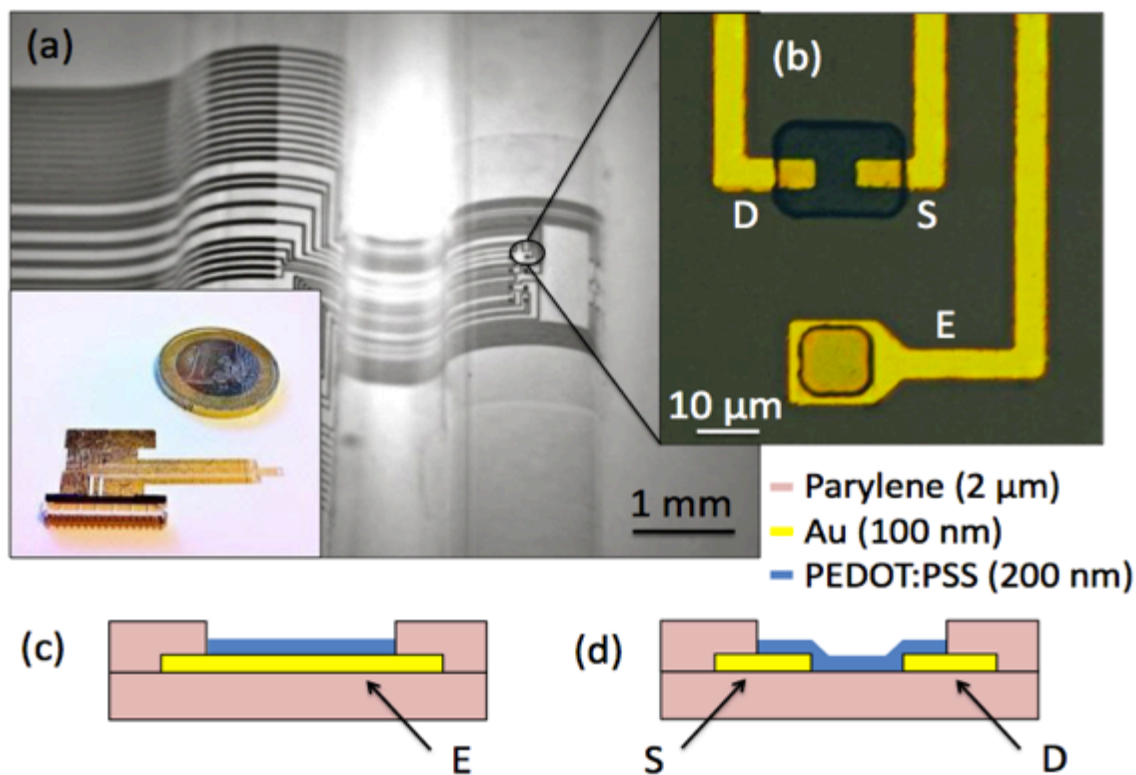 (a)
(b)
D
S
E
10 µm
1 mm
Parylene (2 µm)
Au (100 nm)
PEDOT:PSS (200 nm)
(c)
(d)
E
S
D